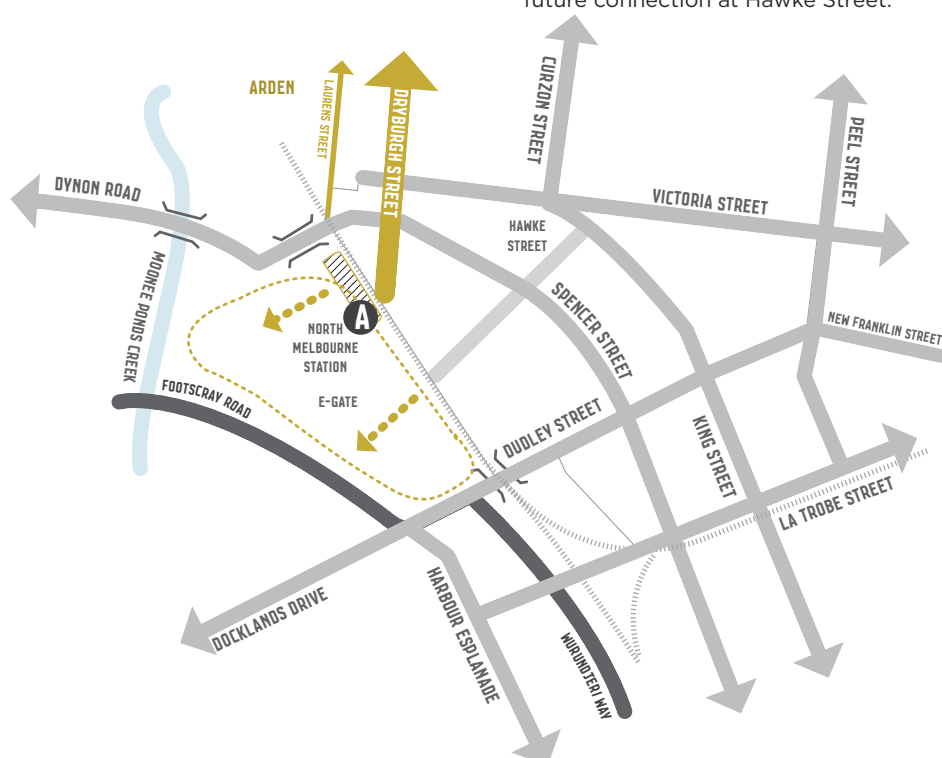 future connection at Hawke Street.
ARDEN
LAURENS STREET
DRYBURGH STREET
CURZON STREET
PEEL STREET
DYNON ROAD
VICTORIA STREET
HAWKE
STREET
MOONEE PONDS CREEK
A
NORTH
MELBOURNE
STATION
SPENCER STREET
NEW FRANKLIN STREET
E-GATE
FOOTSCRAY ROAD
DUDLEY STREET
KING STREET
LA TROBE STREET
DOCKLANDS DRIVE
HARBOUR ESPLANADE
WURUNDJERI WAY